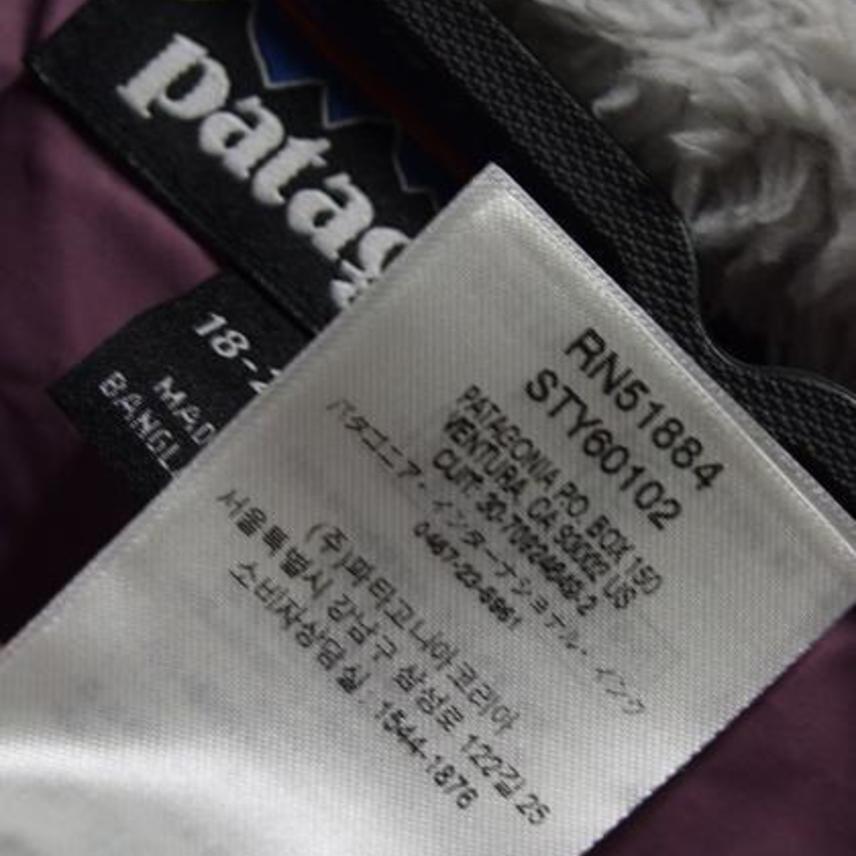 patag
18-2
MAD
BANGL
RN51884
STY60102
PATAGONIA P.O. BOX 150
VENTURA, CA 93002 US
CUIT: 30-70924849-2
パタゴニア・インターナショナル・インク
0467-23-8961
(주)파타고니아 코리아
서울특별시 강남구 삼성로 122길 25
소비자상담실 : 1544-1876